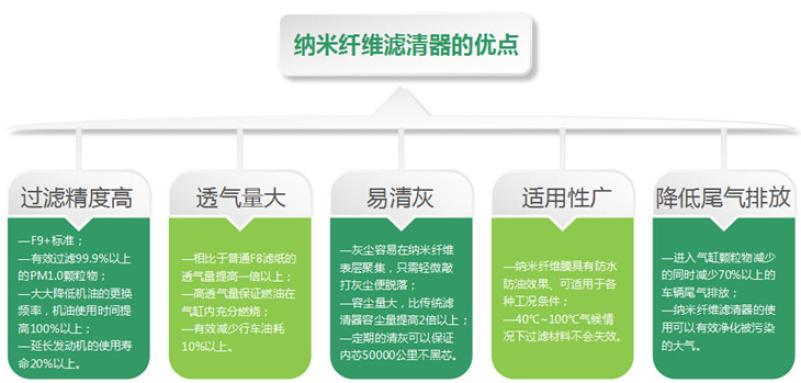 纳米纤维滤清器的优点
过滤精度高
—F9+标准；
—有效过滤99.9%以上
的PM1.0颗粒物；
—大大降低机油的更换
频率，机油使用时间提
高100%以上；
—延长发动机的使用寿
命20%以上。
透气量大
—相比于普通F8滤纸的
透气量提高一倍以上；
—高透气量保证燃油在
气缸内充分燃烧；
—有效减少行车油耗
10%以上。
易清灰
—灰尘容易在纳米纤维
表层聚集，只需轻微敲
打灰尘便脱落；
—容尘量大，比传统滤
清器容尘量提高2倍以上；
—定期的清灰可以保证
内芯50000公里不黑芯。
适用性广
—纳米纤维膜具有防水
防油效果、可适用于各
种工况条件；
—40℃~100℃气候情
况下过滤材料不会失效。
降低尾气排放
—进入气缸颗粒物减少
的同时减少70%以上的
车辆尾气排放；
—纳米纤维滤清器的使
用可以有效净化被污染
的大气。